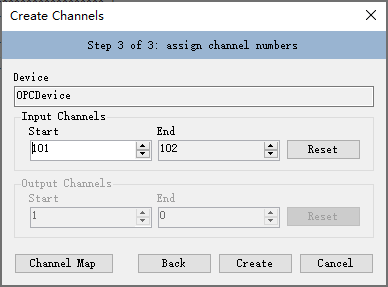 Create Channels
Step 3 of 3: assign channel numbers
Device
OPCDevice
Input Channels
Start End
101 102 Reset
Output Channels
Start End
1 0 Reset
Channel Map Back Create Cancel